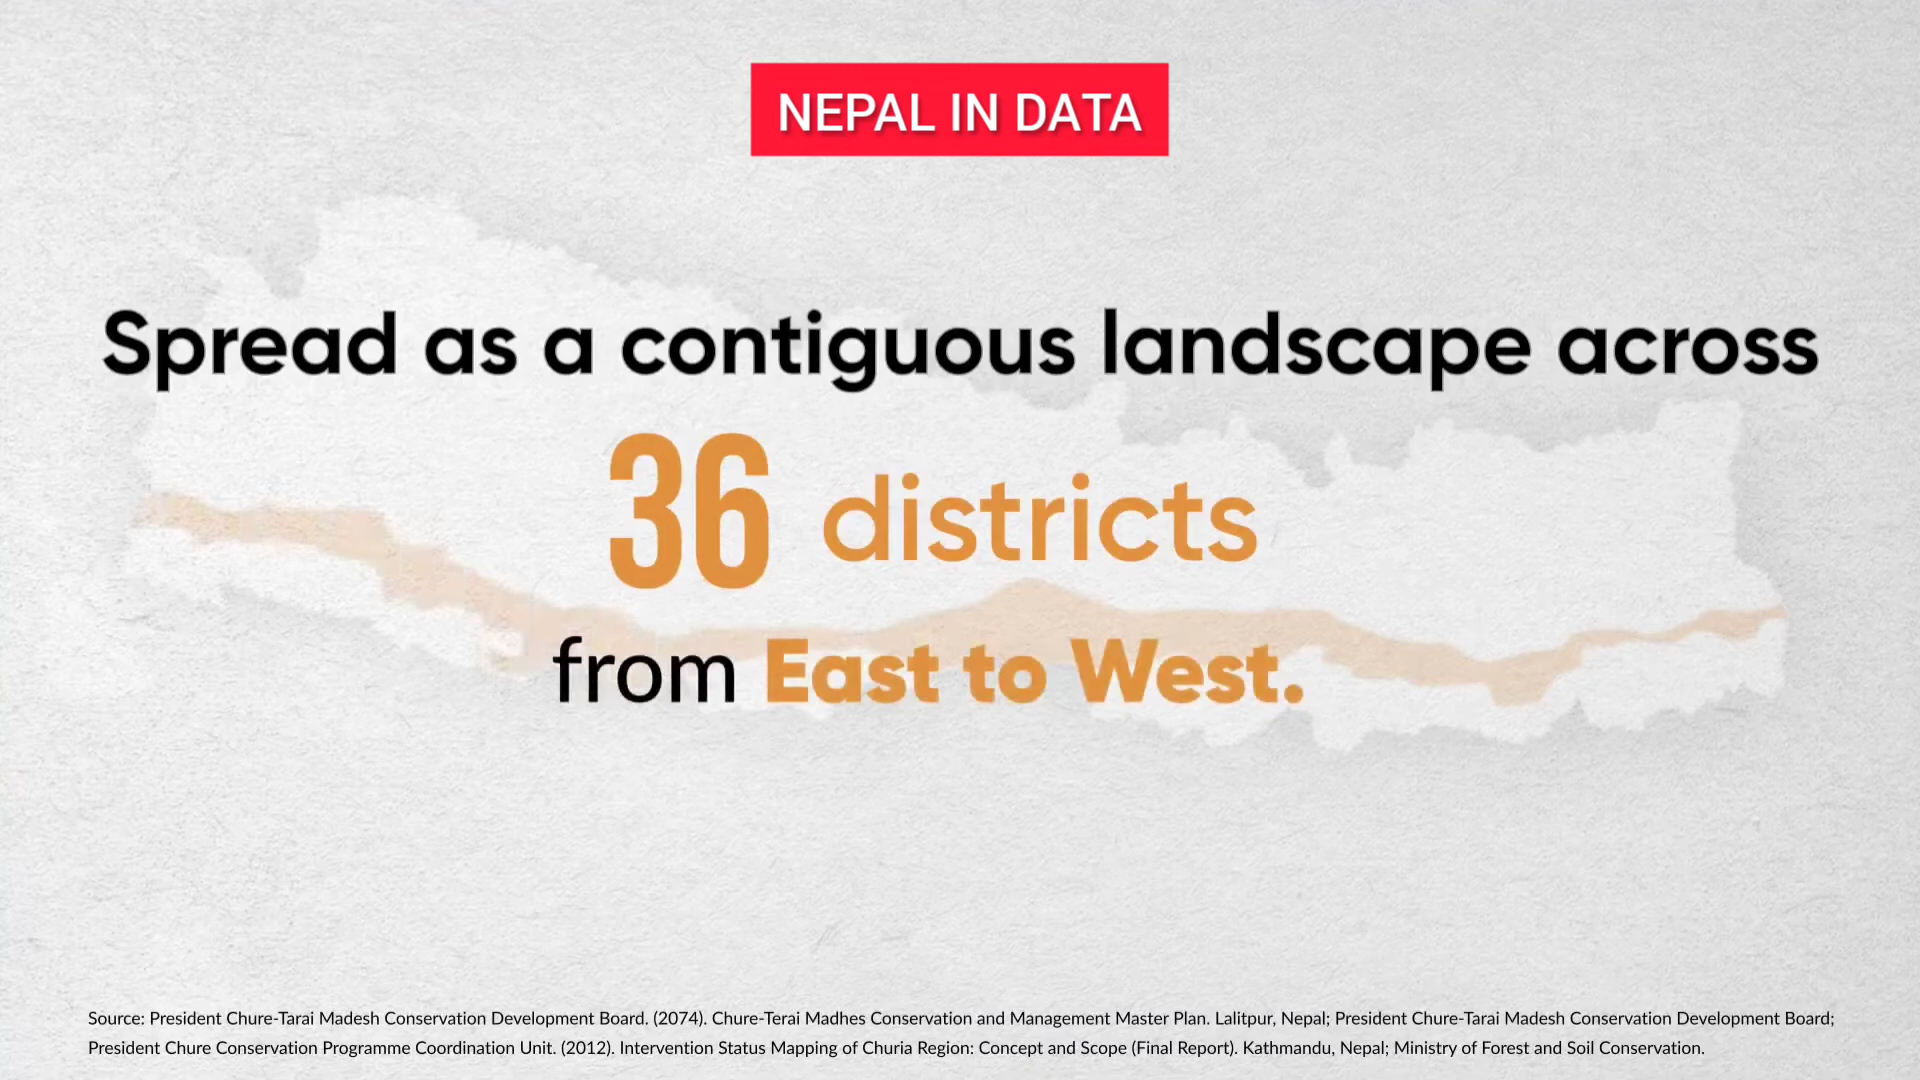 NEPAL IN DATA
Spread as a contiguous landscape across
36 districts
from East to West.
Source: President Chure-Tarai Madesh Conservation Development Board. (2074). Chure-Terai Madhes Conservation and Management Master Plan. Lalitpur, Nepal; President Chure-Tarai Madesh Conservation Development Board;
President Chure Conservation Programme Coordination Unit. (2012). Intervention Status Mapping of Churia Region: Concept and Scope (Final Report). Kathmandu, Nepal; Ministry of Forest and Soil Conservation.